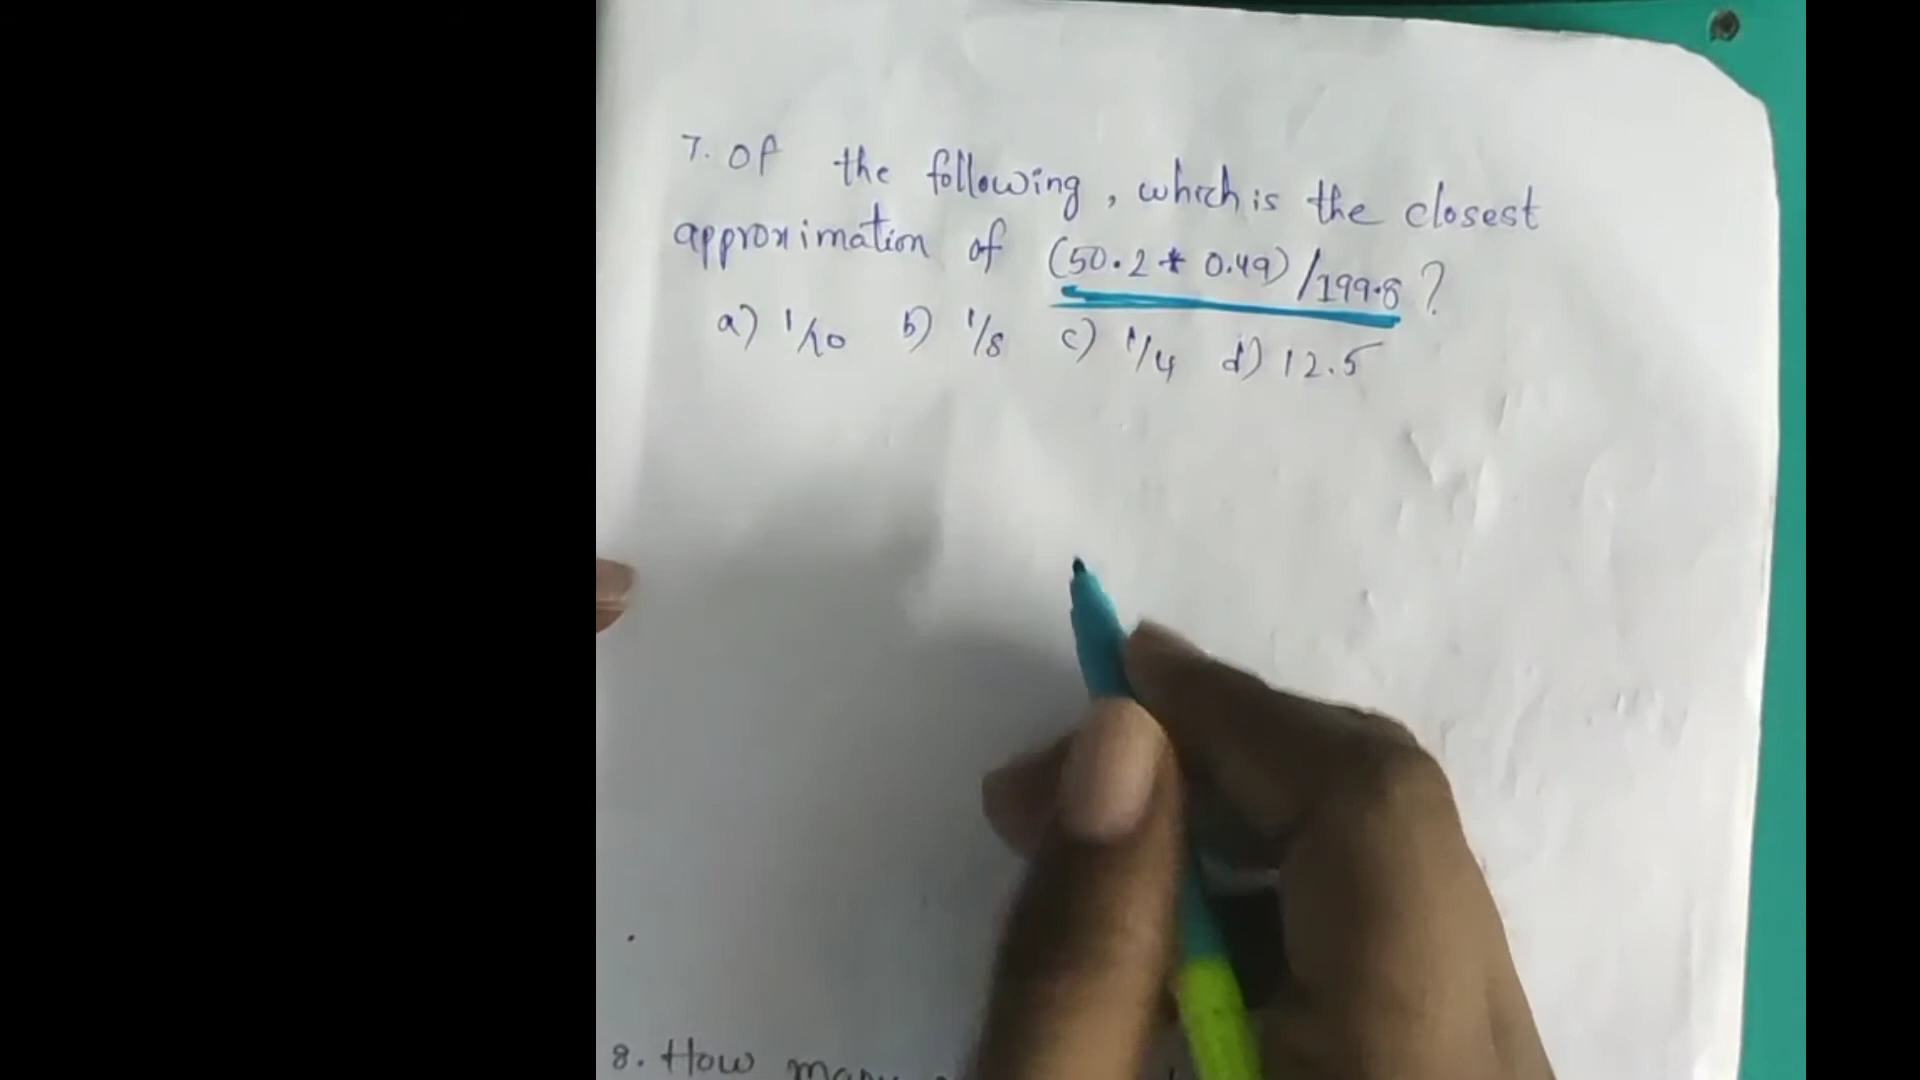 7. Of the following, which is the closest
approximation of (50.2 * 0.49) /199.8 ?
a) 1/10 b) 1/8 c) 1/4 d) 12.5
8. How many